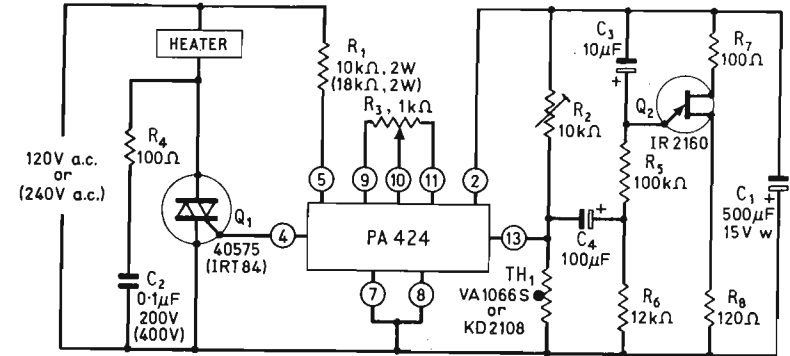 HEATER
R1
10kΩ, 2W
(18kΩ, 2W)
R3, 1kΩ
C3
10μF
+
R7
100Ω
Q2
IR 2160
R2
10kΩ
R4
100Ω
120V a.c.
or
(240V a.c.)
5
9
10
11
2
R5
100kΩ
C1 +
500μF
15V w
Q1
40575
(IRT84)
4
PA 424
13
+
C4
100μF
C2
0·1μF
200V
(400V)
7
8
TH1
VA1066S
or
KD2108
R6
12kΩ
R8
120Ω